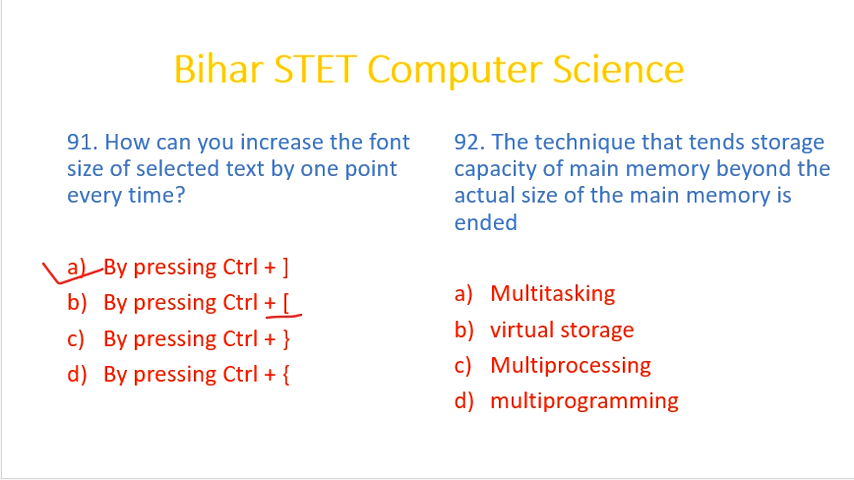 Bihar STET Computer Science
91. How can you increase the font
size of selected text by one point
every time?
a) By pressing Ctrl + ]
b) By pressing Ctrl + [
c) By pressing Ctrl + }
d) By pressing Ctrl + {
92. The technique that tends storage
capacity of main memory beyond the
actual size of the main memory is
ended
a) Multitasking
b) virtual storage
c) Multiprocessing
d) multiprogramming